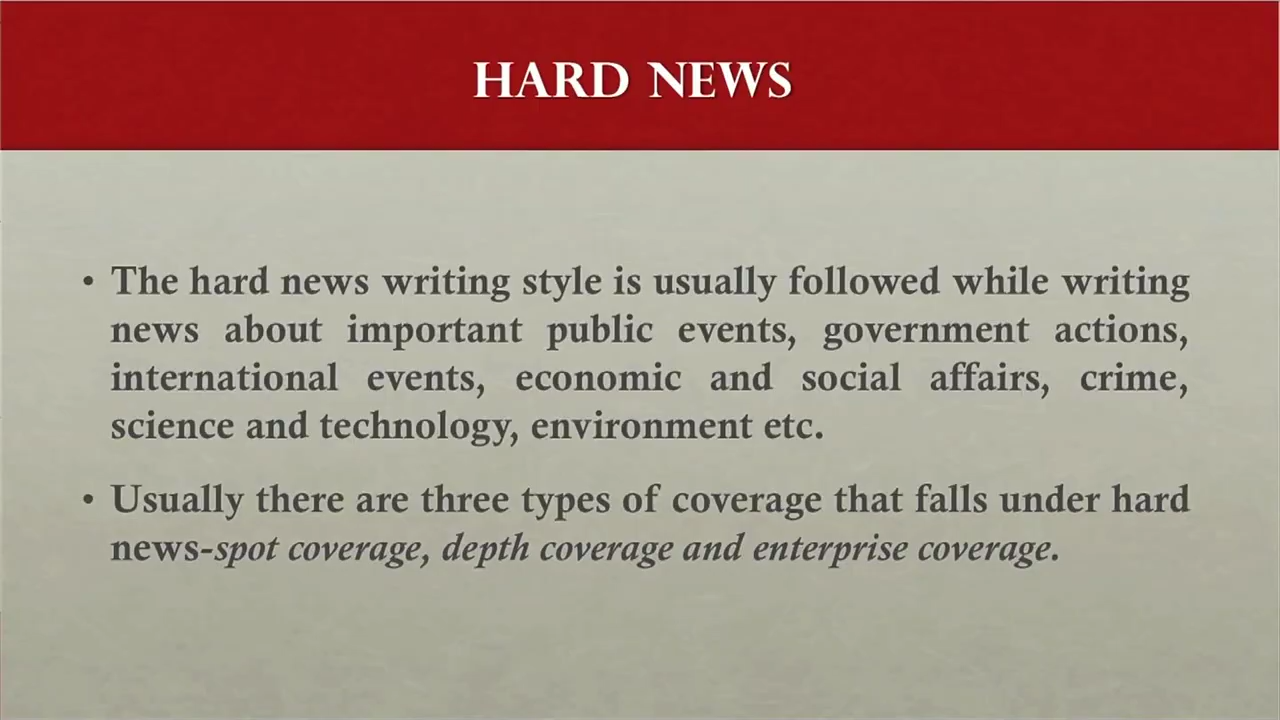 HARD NEWS
• The hard news writing style is usually followed while writing
news about important public events, government actions,
international events, economic and social affairs, crime,
science and technology, environment etc.
• Usually there are three types of coverage that falls under hard
news-spot coverage, depth coverage and enterprise coverage.